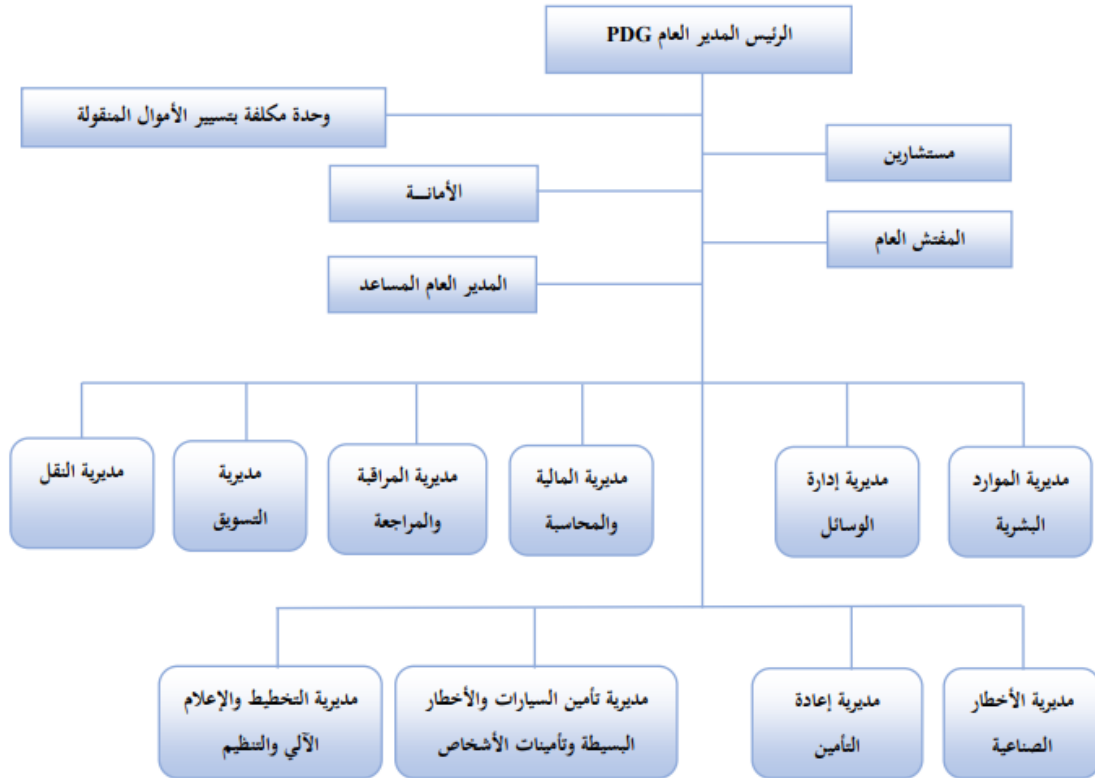 الرئيس المدير العام PDG
وحدة مكلفة بتسيير الأموال المنقولة
مستشارين
الأمانــة
المفتش العام
المدير العام المساعد
مديرية الموارد
البشرية
مديرية إدارة
الوسائل
مديرية المالية
والمحاسبة
مديرية المراقبة
والمراجعة
مديرية
التسويق
مديرية النقل
مديرية الأخطار
الصناعية
مديرية إعادة
التأمين
مديرية تأمين السيارات والأخطار
البسيطة وتأمينات الأشخاص
مديرية التخطيط والإعلام
الآلي والتنظيم